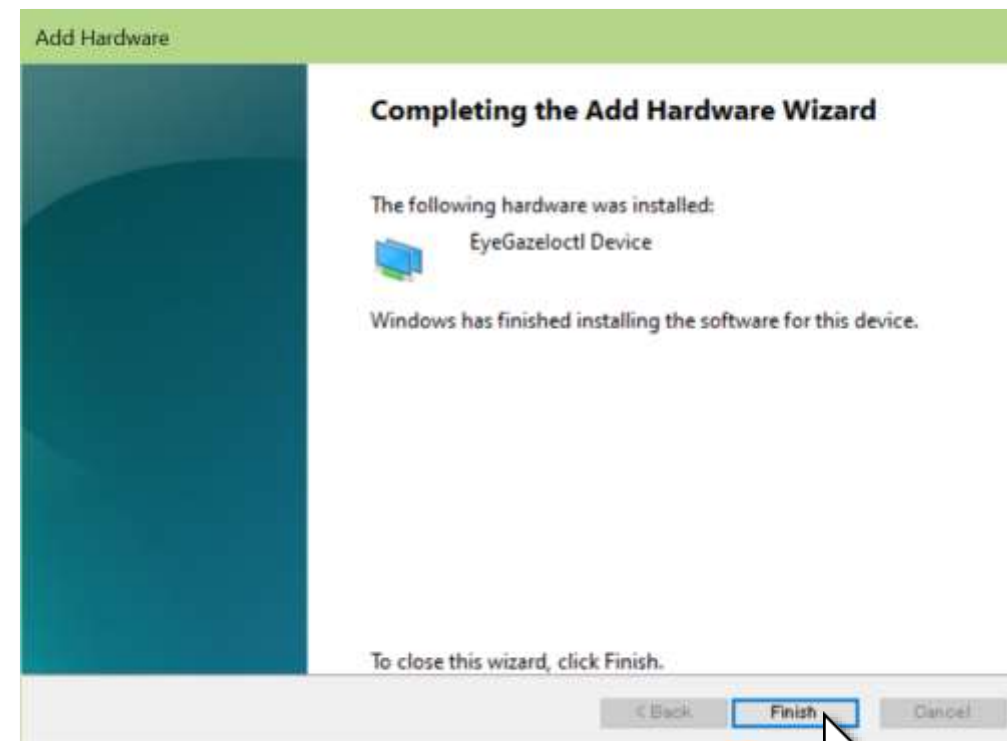 Add Hardware
Completing the Add Hardware Wizard
The following hardware was installed:
EyeGazeIoctl Device
Windows has finished installing the software for this device.
To close this wizard, click Finish.
< Back Finish Cancel